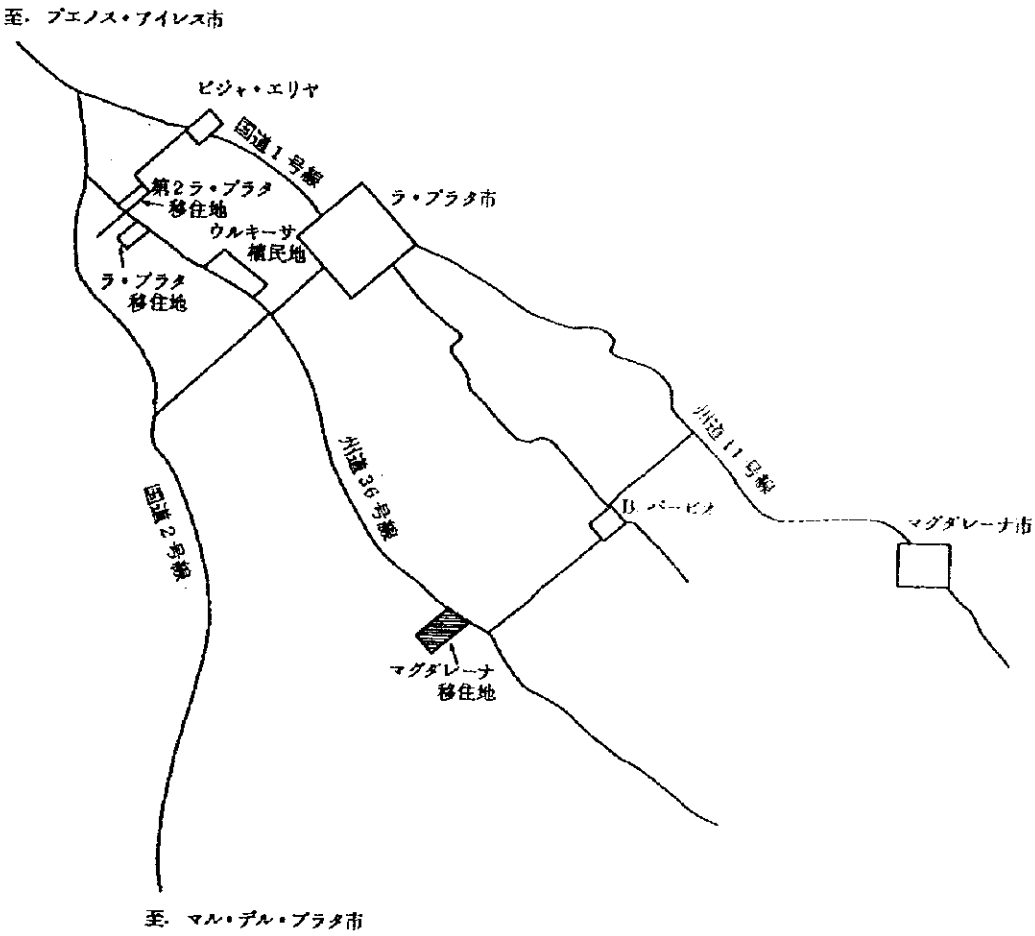 至. ブエノス・アイレス市
ビジャ・エリヤ
国道1号線
第2ラ・プラタ
移住地
ラ・プラタ市
ウルキーサ
植民地
ラ・プラタ
移住地
州道11号線
州道36号線
国道2号線
B.バービオ
マグダレーナ市
マグダレーナ
移住地
至. マル・デル・プラタ市